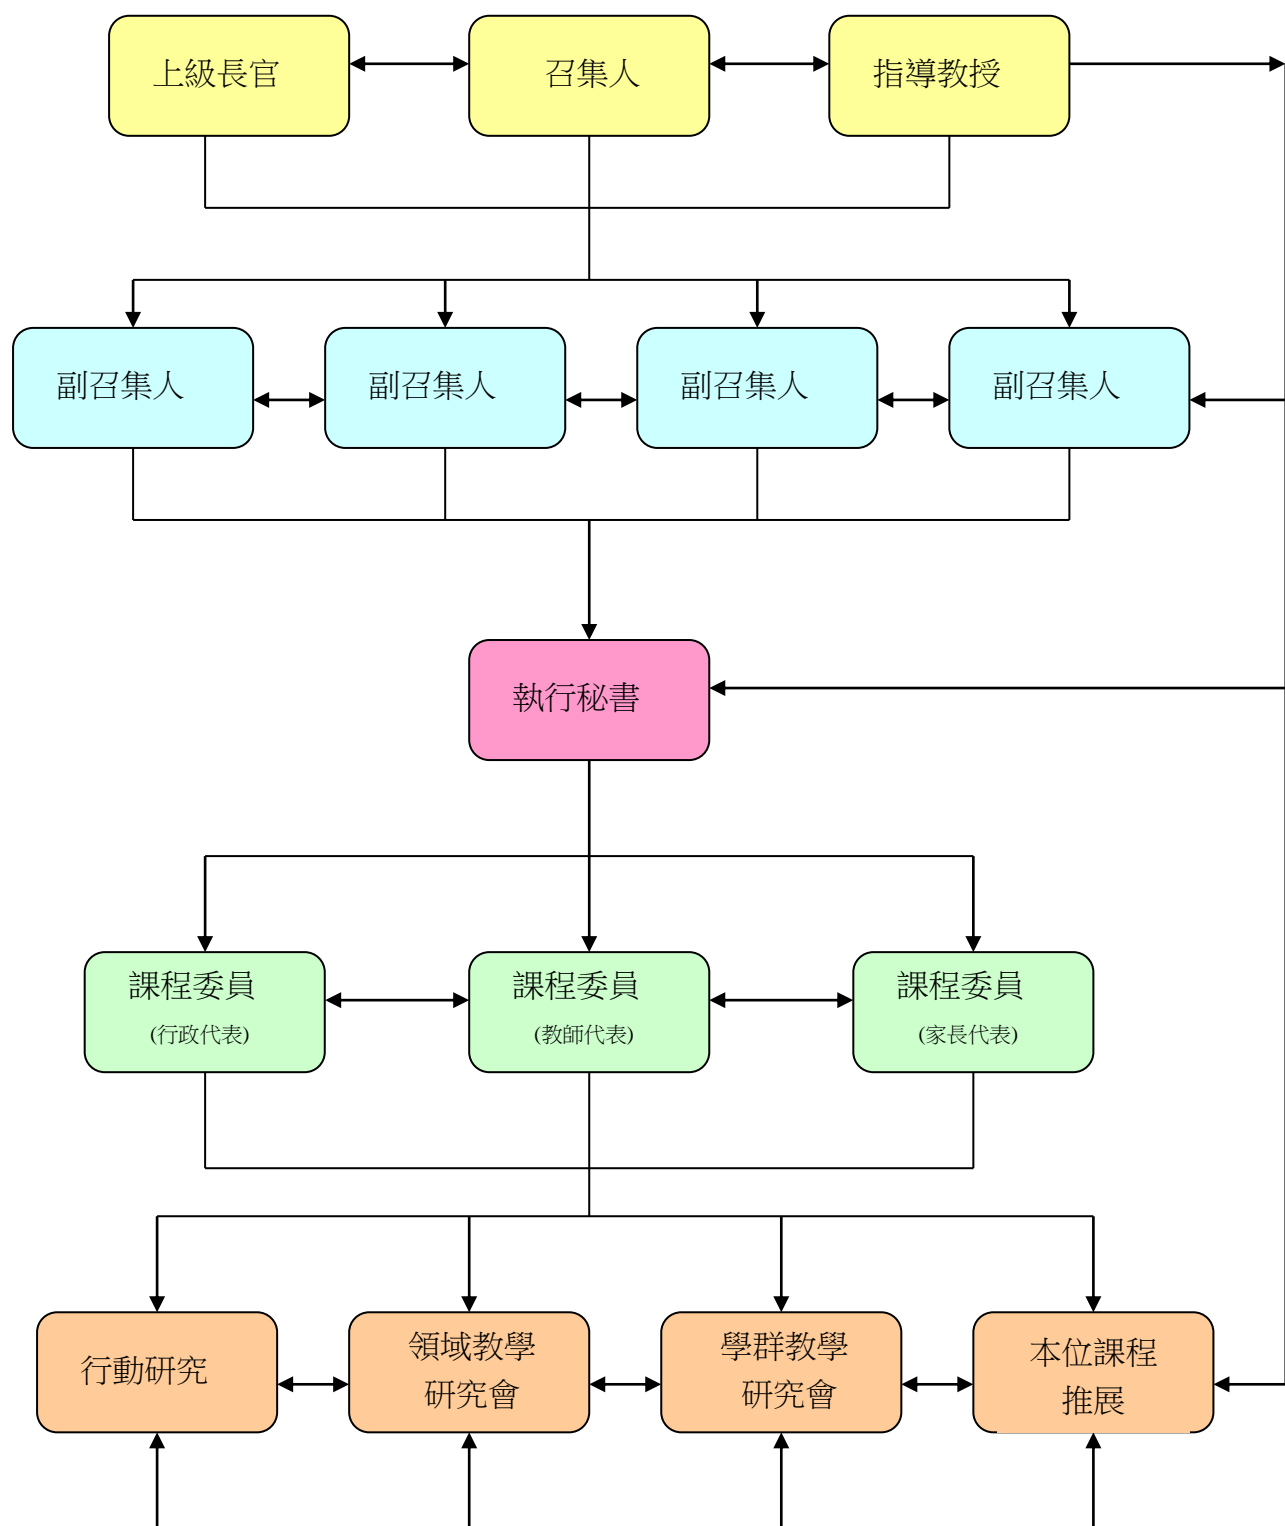 上級長官
召集人
指導教授
副召集人
副召集人
副召集人
副召集人
執行秘書
課程委員
(行政代表)
課程委員
(教師代表)
課程委員
(家長代表)
行動研究
領域教學
研究會
學群教學
研究會
本位課程
推展